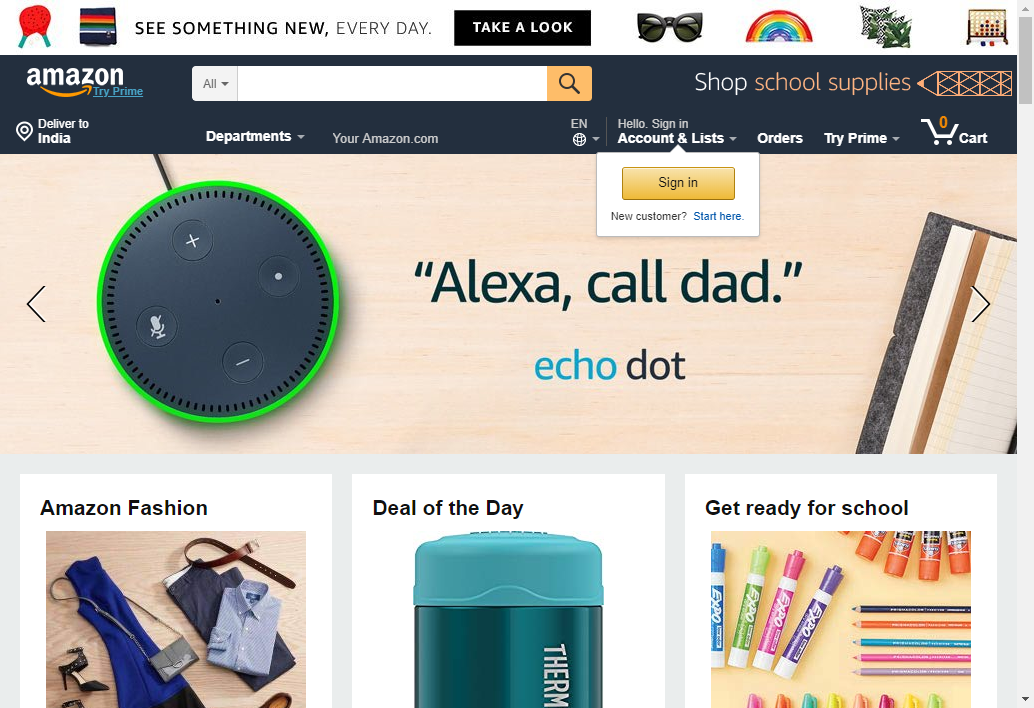 SEE SOMETHING NEW, EVERY DAY.
TAKE A LOOK
amazon
Try Prime
All
Shop school supplies
Deliver to
India
Departments
Your Amazon.com
EN
Hello. Sign in
Account & Lists
Orders
Try Prime
0
Cart
Sign in
New customer? Start here.
“Alexa, call dad.”
echo dot
Amazon Fashion
Deal of the Day
Get ready for school
THERM
EXPO
EXPO
EXPO
EXPO